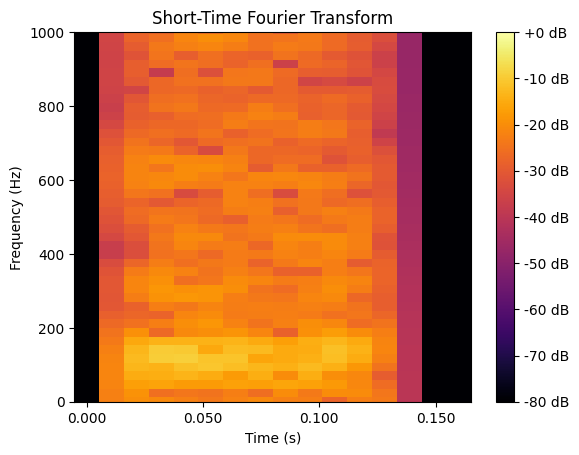 Short-Time Fourier Transform
Frequency (Hz)
1000
800
600
400
200
0
0.000
0.050
0.100
0.150
Time (s)
+0 dB
-10 dB
-20 dB
-30 dB
-40 dB
-50 dB
-60 dB
-70 dB
-80 dB